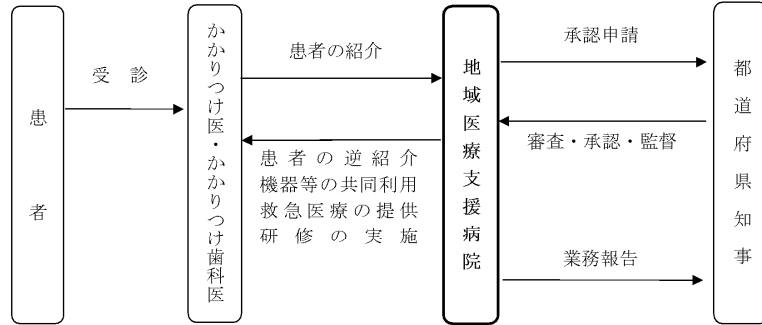 患者
受診
かかりつけ医・かかりつけ歯科医
患者の紹介
患者の逆紹介
機器等の共同利用
救急医療の提供
研修の実施
地域医療支援病院
承認申請
審査・承認・監督
業務報告
都道府県知事